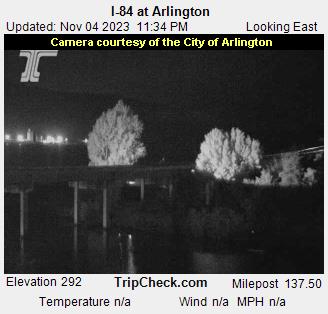 I-84 at Arlington
Updated: Nov 04 2023 11:34 PM Looking East
Camera courtesy of the City of Arlington
Elevation 292 TripCheck.com Milepost 137.50
Temperature n/a Wind n/a MPH n/a